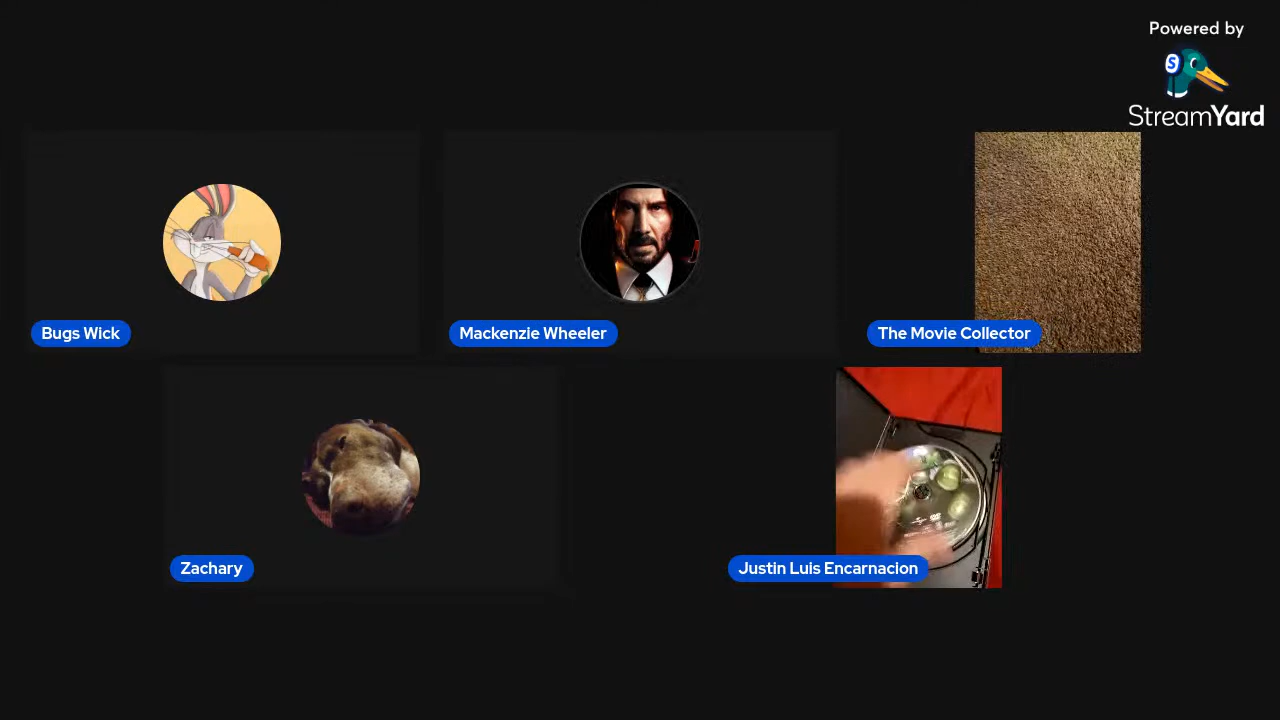 Powered by
S
StreamYard
Bugs Wick
Mackenzie Wheeler
The Movie Collector
Zachary
Justin Luis Encarnacion